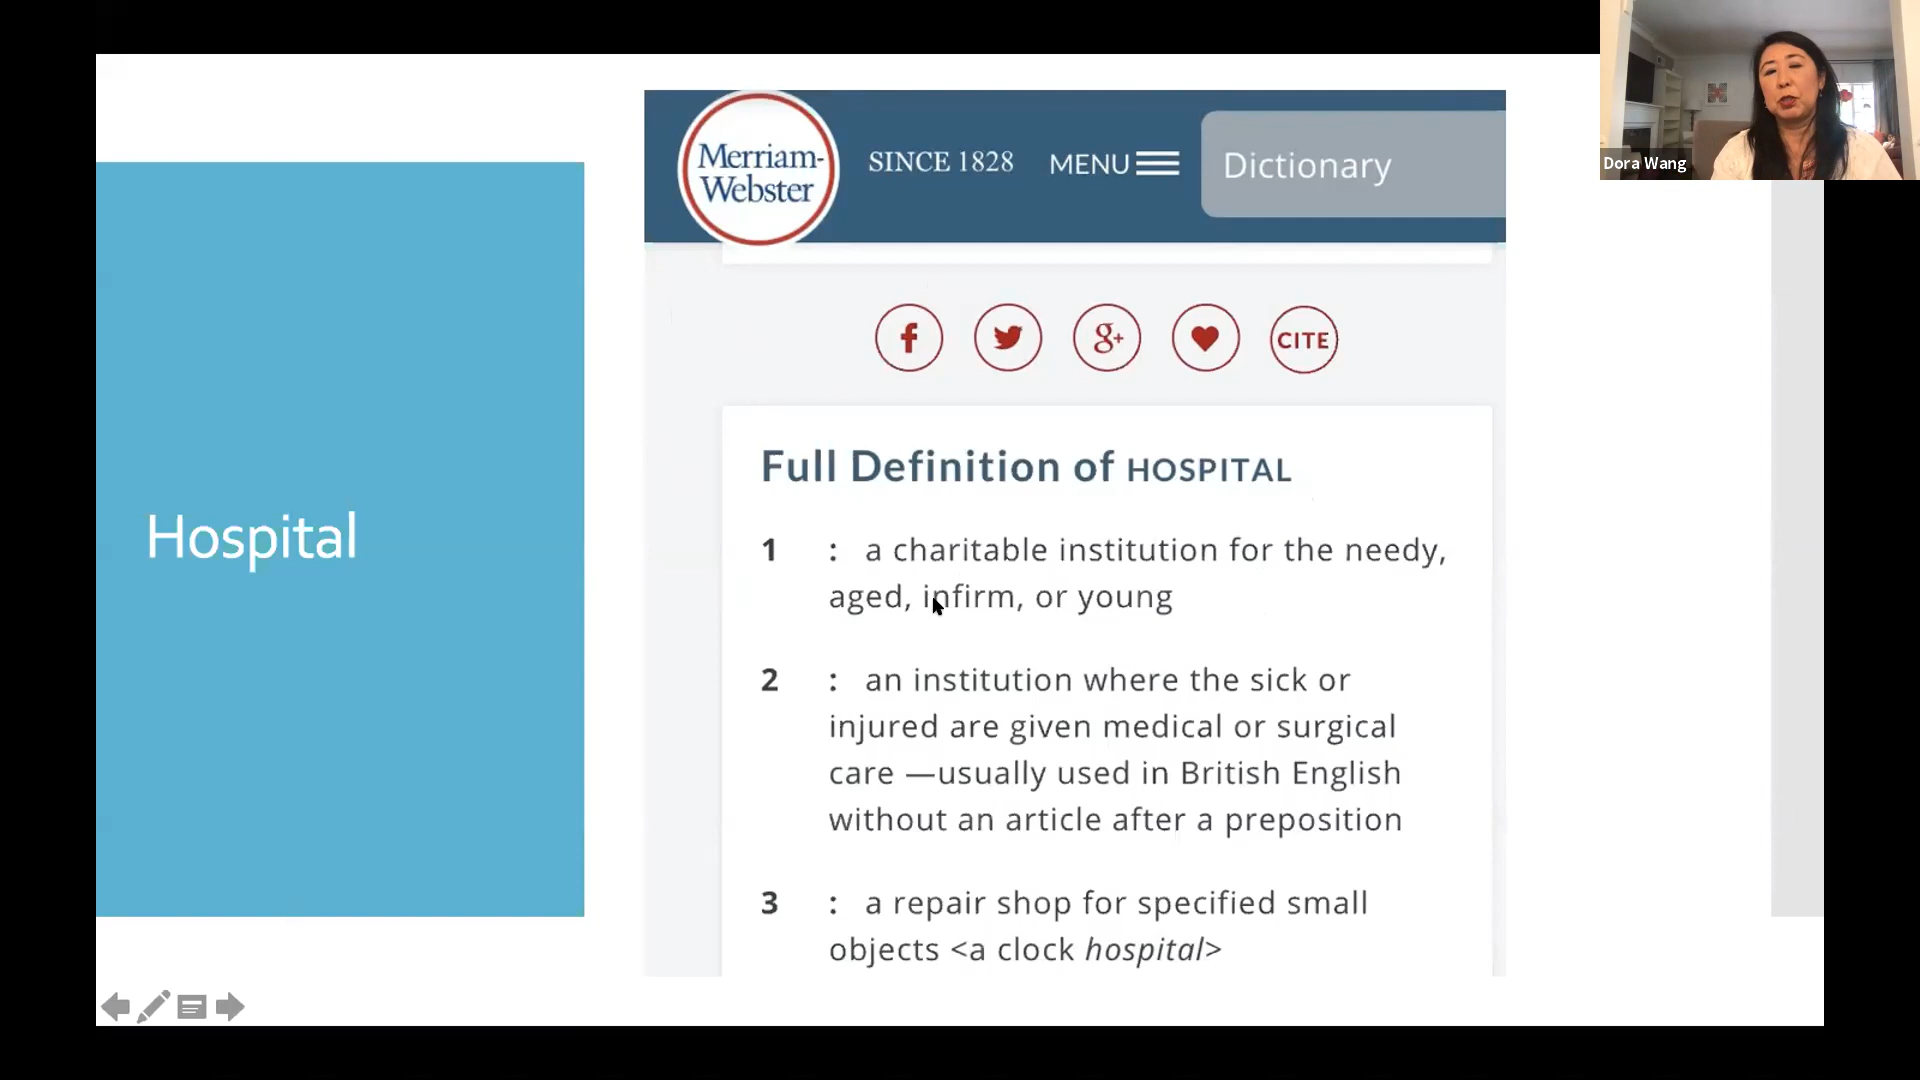 Dora Wang
Merriam-
Webster
SINCE 1828
MENU
Dictionary
f
g+
CITE
Full Definition of HOSPITAL
1 : a charitable institution for the needy,
aged, infirm, or young
2 : an institution where the sick or
injured are given medical or surgical
care —usually used in British English
without an article after a preposition
3 : a repair shop for specified small
objects <a clock hospital>
Hospital